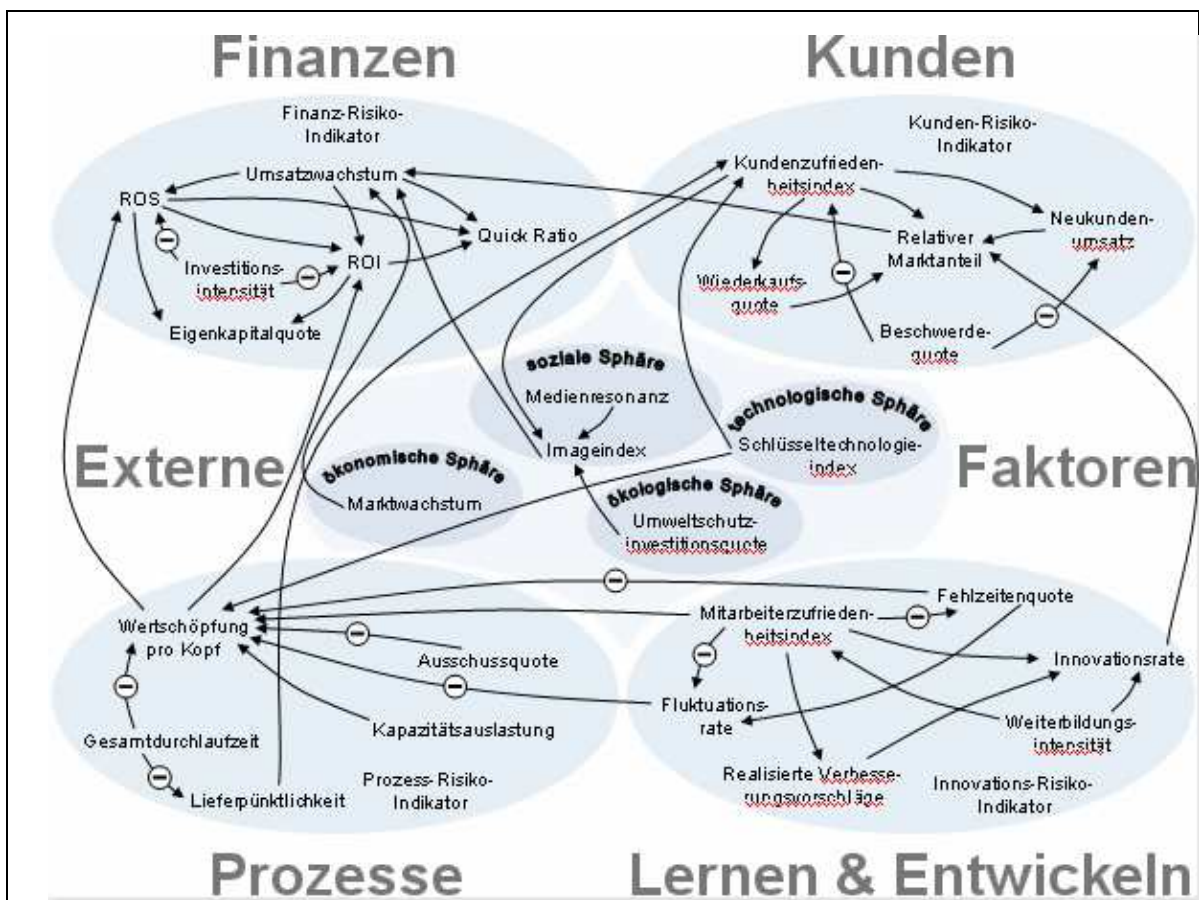 Finanzen
Kunden
Finanz-Risiko-
Indikator
Umsatzwachstum
ROS
Quick Ratio
ROI
Investitions-
intensität
Eigenkapitalquote
Kunden-Risiko-
Indikator
Kundenzufrieden-
heitsindex
Neukunden-
umsatz
Relativer
Marktanteil
Wiederkaufs-
quote
Beschwerde-
quote
Externe
Faktoren
soziale Sphäre
Medienresonanz
Imageindex
technologische Sphäre
Schlüsseltechnologie-
index
ökonomische Sphäre
Marktwachstum
ökologische Sphäre
Umweltschutz-
investitionsquote
Wertschöpfung
pro Kopf
Ausschussquote
Kapazitätsauslastung
Gesamtdurchlaufzeit
Lieferpünktlichkeit
Prozess-Risiko-
Indikator
Fehlzeitenquote
Mitarbeiterzufrieden-
heitsindex
Innovationsrate
Fluktuations-
rate
Weiterbildungs-
intensität
Realisierte Verbesse-
rungsvorschläge
Innovations-Risiko-
Indikator
Prozesse
Lernen & Entwickeln